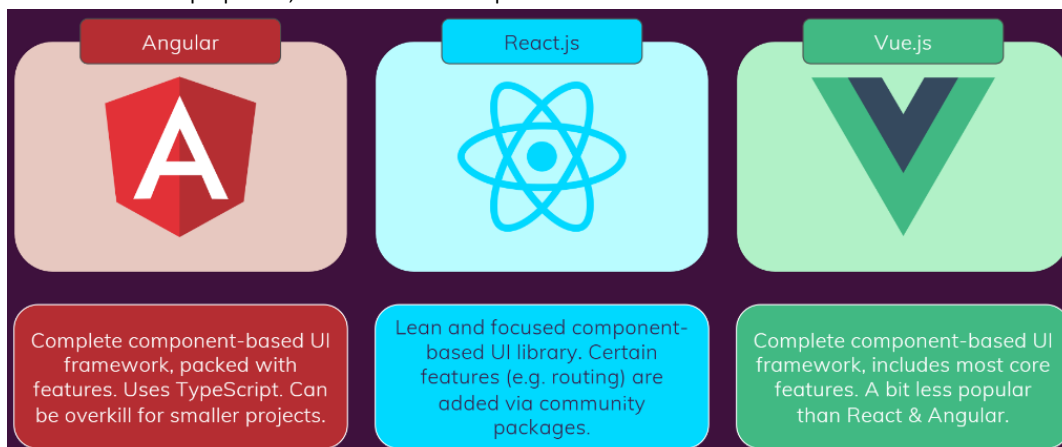 Angular
React.js
Vue.js
A
Complete component-based UI
framework, packed with
features. Uses TypeScript. Can
be overkill for smaller projects.
Lean and focused component-
based UI library. Certain
features (e.g. routing) are
added via community
packages.
Complete component-based UI
framework, includes most core
features. A bit less popular
than React & Angular.